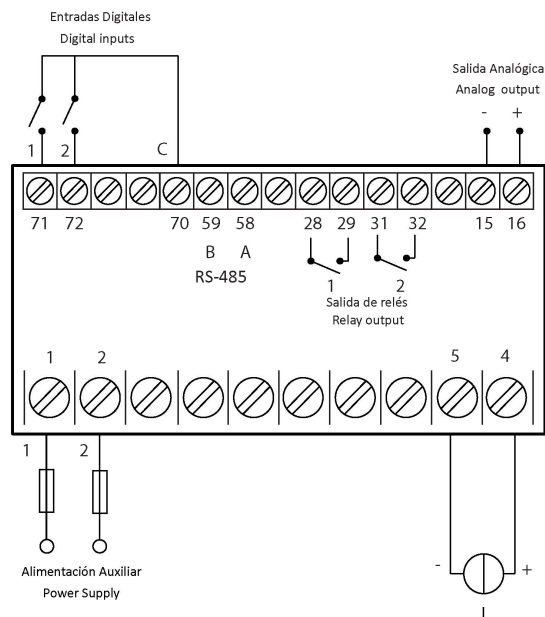 Entradas Digitales
Digital inputs
Salida Analógica
Analog output
- +
1 2 C
71 72 70 59 58 28 29 31 32 15 16
B A
RS-485
1 2
Salida de relés
Relay output
1 2 5 4
1 2
- +
I
Alimentación Auxiliar
Power Supply